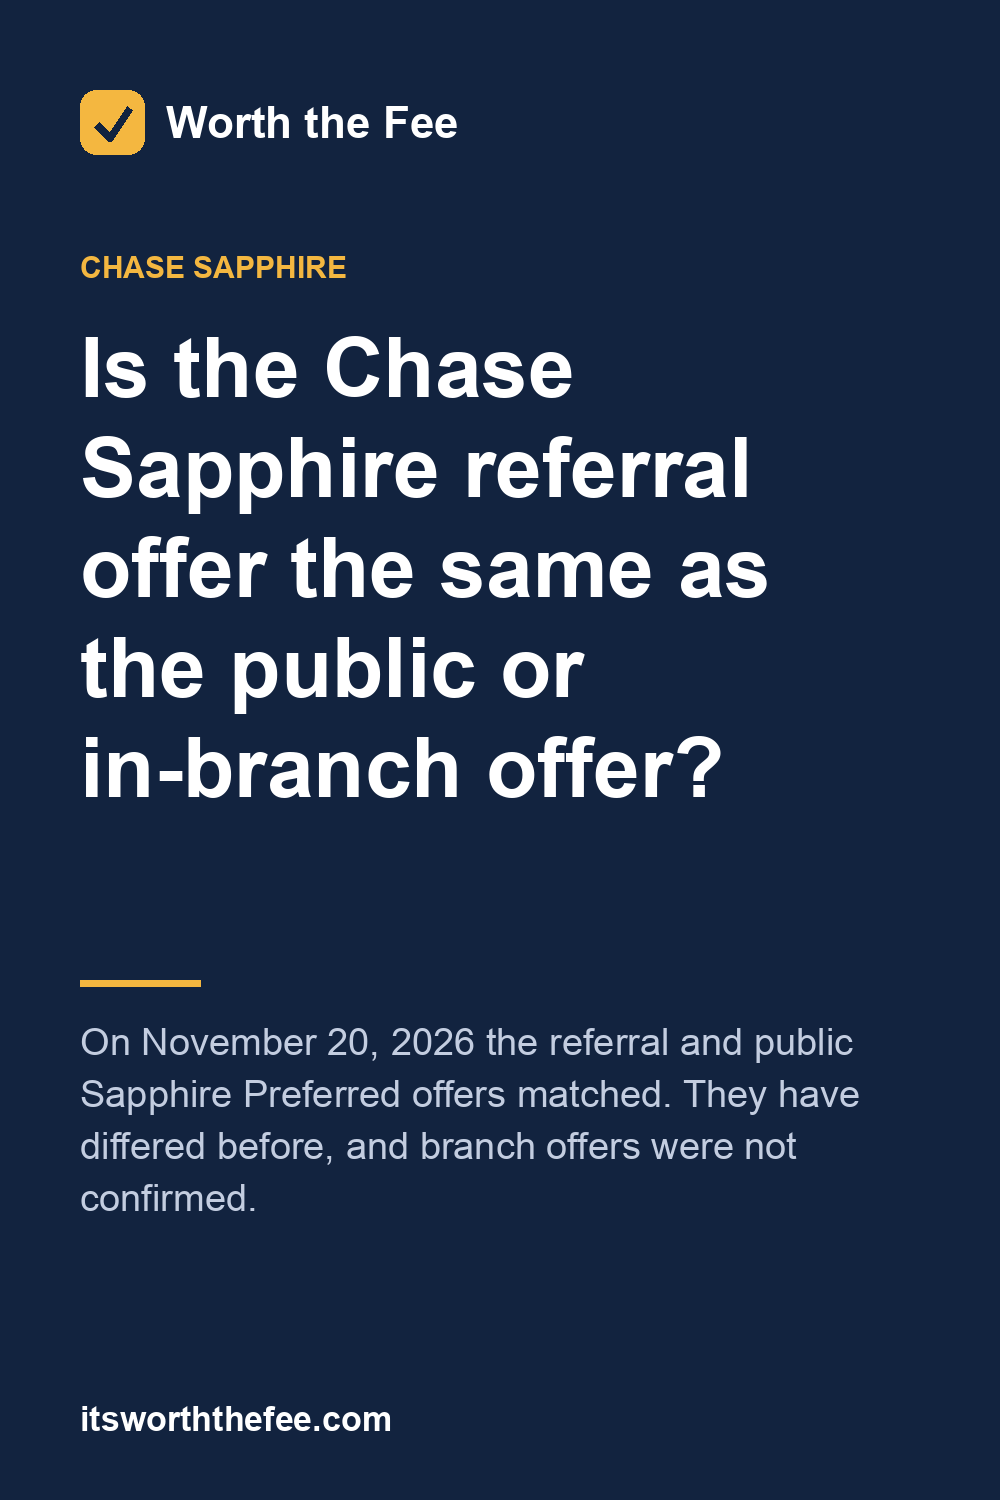 Worth the Fee
CHASE SAPPHIRE
Is the Chase
Sapphire referral
offer the same as
the public or
in-branch offer?
On November 20, 2026 the referral and public
Sapphire Preferred offers matched. They have
differed before, and branch offers were not
confirmed.
itsworththefee.com